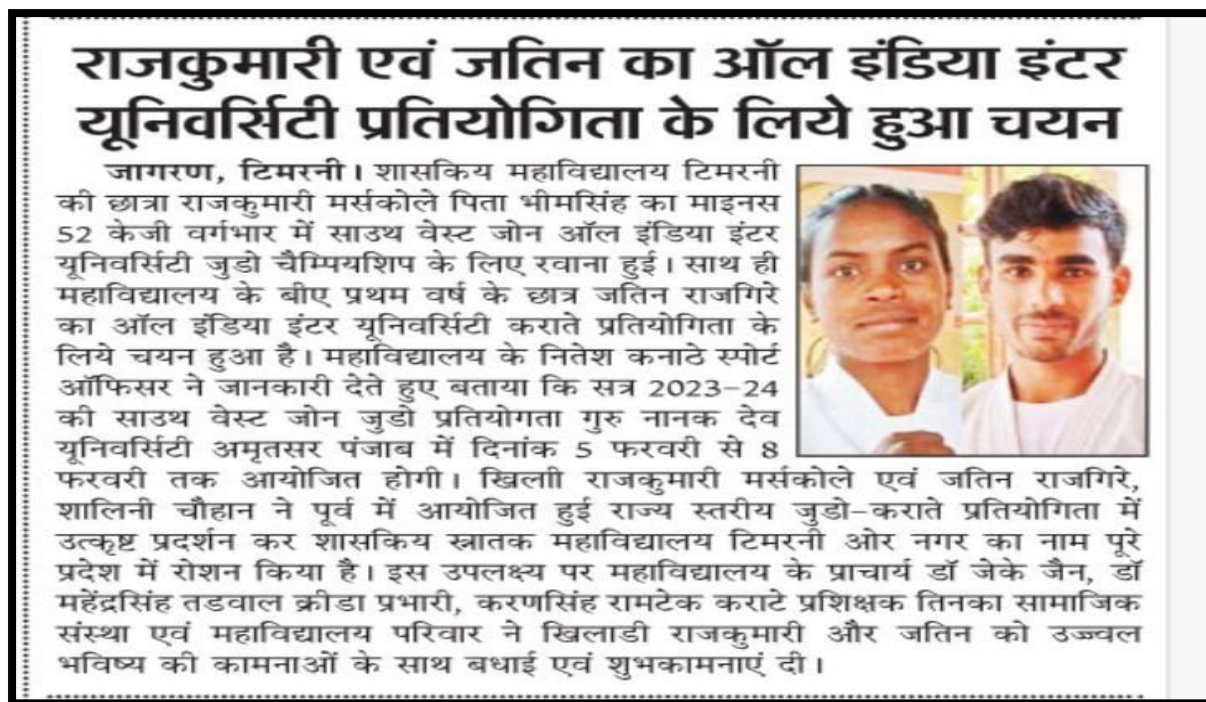 राजकुमारी एवं जतिन का ऑल इंडिया इंटर
यूनिवर्सिटी प्रतियोगिता के लिये हुआ चयन
जागरण, टिमरनी। शासकिय महाविद्यालय टिमरनी
की छात्रा राजकुमारी मर्सकोले पिता भीमसिंह का माइनस
52 केजी वर्गभार में साउथ वेस्ट जोन ऑल इंडिया इंटर
यूनिवर्सिटी जुडो चैम्पियशिप के लिए रवाना हुई। साथ ही
महाविद्यालय के बीए प्रथम वर्ष के छात्र जतिन राजगिरे
का ऑल इंडिया इंटर यूनिवर्सिटी कराते प्रतियोगिता के
लिये चयन हुआ है। महाविद्यालय के नितेश कनाठे स्पोर्ट
ऑफिसर ने जानकारी देते हुए बताया कि सत्र 2023-24
की साउथ वेस्ट जोन जुडो प्रतियोगता गुरु नानक देव
यूनिवर्सिटी अमृतसर पंजाब में दिनांक 5 फरवरी से 8
फरवरी तक आयोजित होगी। खिलाी राजकुमारी मर्सकोले एवं जतिन राजगिरे,
शालिनी चौहान ने पूर्व में आयोजित हुई राज्य स्तरीय जुडो-कराते प्रतियोगिता में
उत्कृष्ट प्रदर्शन कर शासकिय स्नातक महाविद्यालय टिमरनी ओर नगर का नाम पूरे
प्रदेश में रोशन किया है। इस उपलक्ष्य पर महाविद्यालय के प्राचार्य डॉ जेके जैन, डॉ
महेंद्रसिंह तडवाल क्रीडा प्रभारी, करणसिंह रामटेक कराटे प्रशिक्षक तिनका सामाजिक
संस्था एवं महाविद्यालय परिवार ने खिलाडी राजकुमारी और जतिन को उज्ज्वल
भविष्य की कामनाओं के साथ बधाई एवं शुभकामनाएं दी।